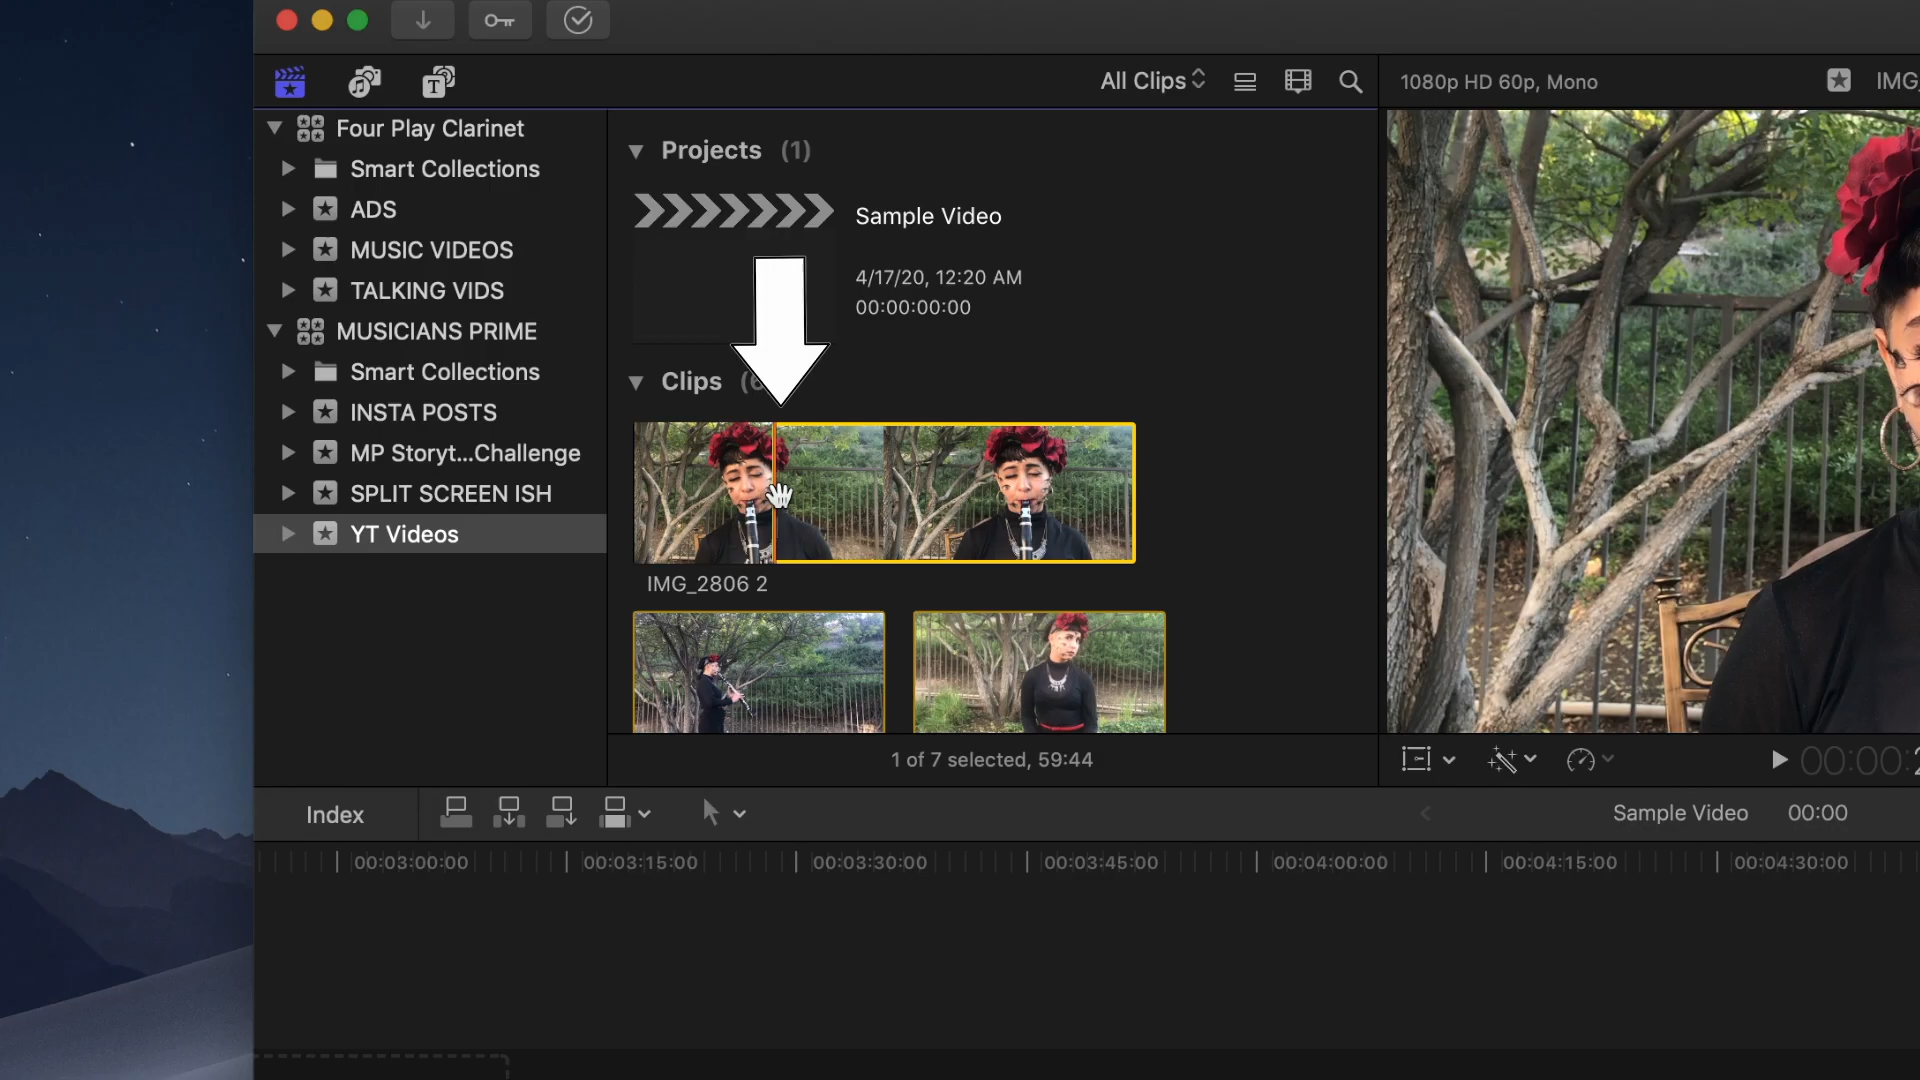 All Clips
1080p HD 60p, Mono
IMG_
Four Play Clarinet
Smart Collections
ADS
MUSIC VIDEOS
TALKING VIDS
MUSICIANS PRIME
Smart Collections
INSTA POSTS
MP Storyt...Challenge
SPLIT SCREEN ISH
YT Videos
Projects (1)
Sample Video
4/17/20, 12:20 AM
00:00:00:00
Clips
IMG_2806 2
1 of 7 selected, 59:44
00:00:
Index
Sample Video 00:00
00:03:00:00 00:03:15:00 00:03:30:00 00:03:45:00 00:04:00:00 00:04:15:00 00:04:30:00